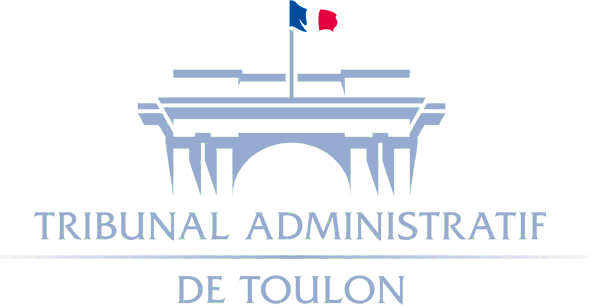 TRIBUNAL ADMINISTRATIF
DE TOULON